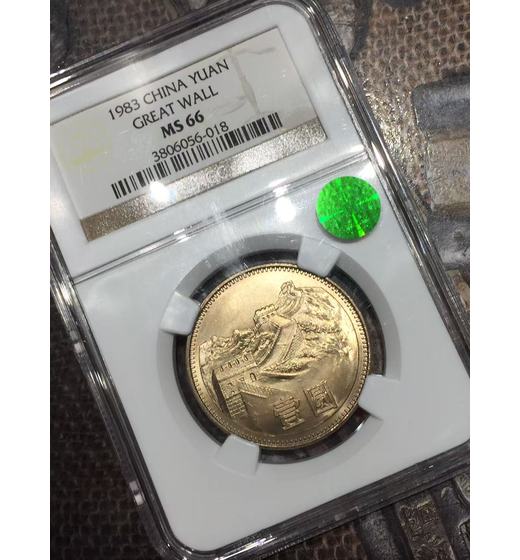 1983 CHINA YUAN
GREAT WALL
MS 66
3806056-018
壹圆